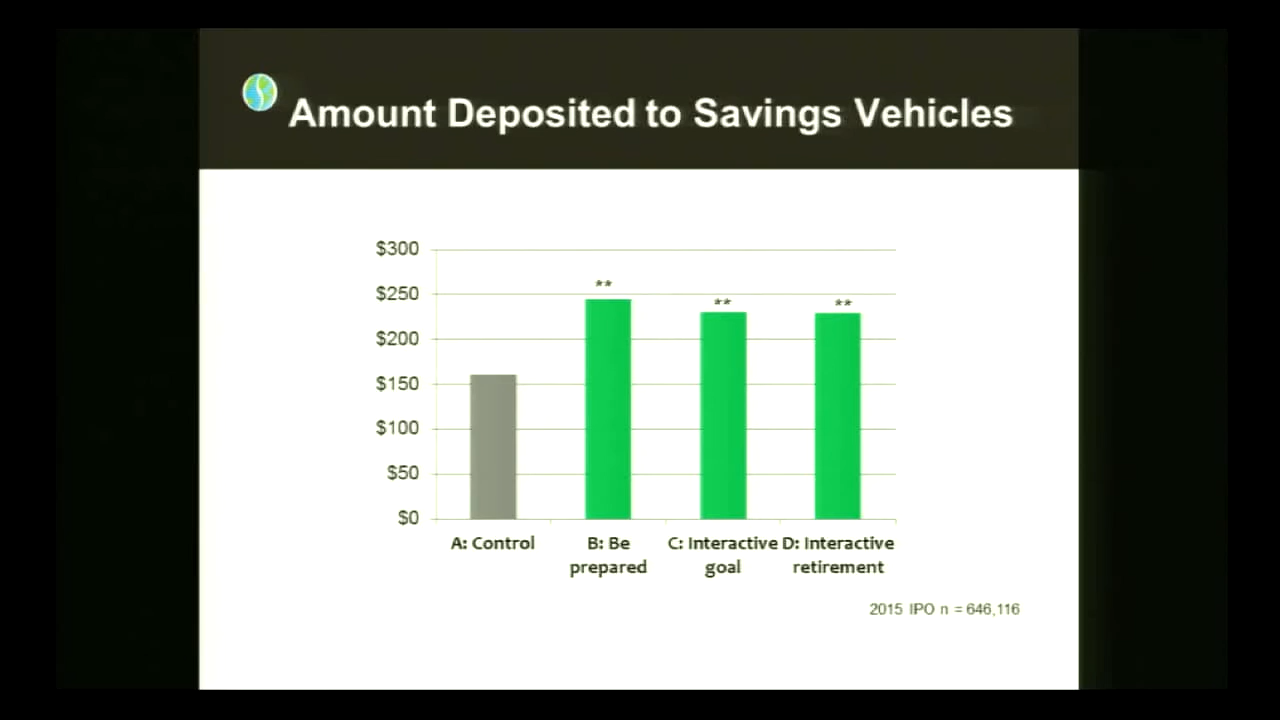 Amount Deposited to Savings Vehicles
$300
$250
$200
$150
$100
$50
$0
**
**
**
A: Control
B: Be
prepared
C: Interactive
goal
D: Interactive
retirement
2015 IPO n = 646,116